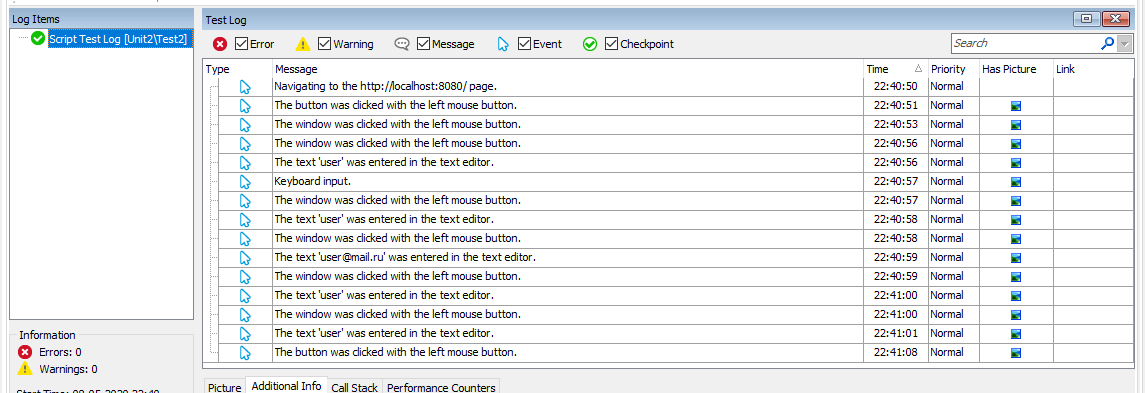 Log Items
Script Test Log [Unit2\Test2]
Test Log
Error Warning Message Event Checkpoint Search
Type Message Time Priority Has Picture Link
Navigating to the http://localhost:8080/ page. 22:40:50 Normal
The button was clicked with the left mouse button. 22:40:51 Normal
The window was clicked with the left mouse button. 22:40:53 Normal
The window was clicked with the left mouse button. 22:40:56 Normal
The text 'user' was entered in the text editor. 22:40:56 Normal
Keyboard input. 22:40:57 Normal
The window was clicked with the left mouse button. 22:40:57 Normal
The text 'user' was entered in the text editor. 22:40:58 Normal
The window was clicked with the left mouse button. 22:40:58 Normal
The text 'user@mail.ru' was entered in the text editor. 22:40:59 Normal
The window was clicked with the left mouse button. 22:40:59 Normal
The text 'user' was entered in the text editor. 22:41:00 Normal
The window was clicked with the left mouse button. 22:41:00 Normal
The text 'user' was entered in the text editor. 22:41:01 Normal
The button was clicked with the left mouse button. 22:41:08 Normal
Information
Errors: 0
Warnings: 0
Start Time:
Picture Additional Info Call Stack Performance Counters